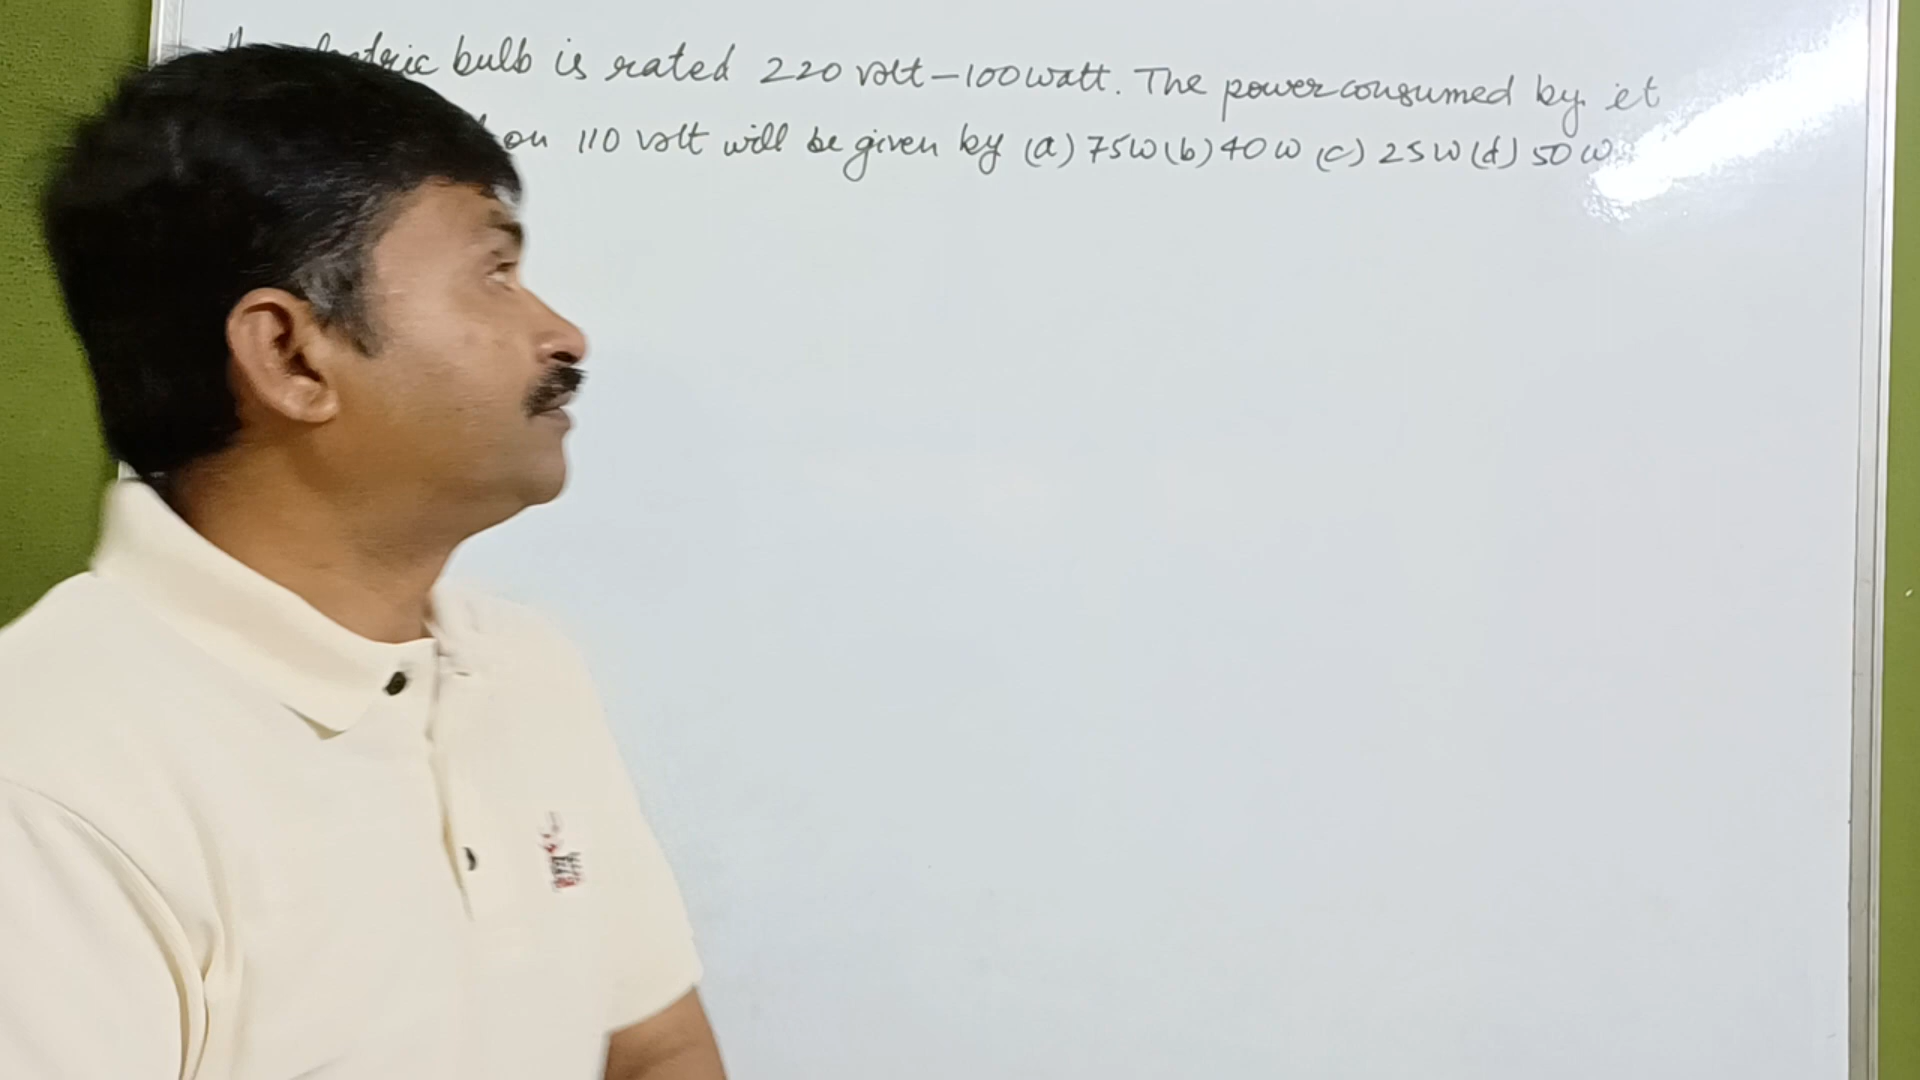 bulb is rated 220 volt - 100 watt. The power consumed by it
on 110 volt will be given by (a) 75W (b) 40W (c) 25W (d) 50W